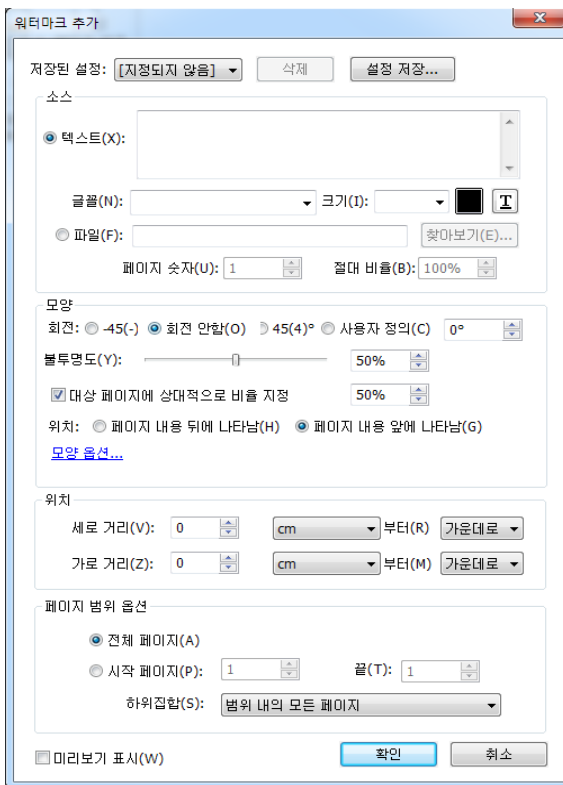 워터마크 추가
저장된 설정: [지정되지 않음] 삭제 설정 저장...
소스
텍스트(X):
글꼴(N): 크기(I): T
파일(F): 찾아보기(E)...
페이지 숫자(U): 1 절대 비율(B): 100%
모양
회전: -45(-) 회전 안함(O) 45(4)° 사용자 정의(C) 0°
불투명도(Y): 50%
대상 페이지에 상대적으로 비율 지정 50%
위치: 페이지 내용 뒤에 나타남(H) 페이지 내용 앞에 나타남(G)
모양 옵션...
위치
세로 거리(V): 0 cm 부터(R) 가운데로
가로 거리(Z): 0 cm 부터(M) 가운데로
페이지 범위 옵션
전체 페이지(A)
시작 페이지(P): 1 끝(T): 1
하위집합(S): 범위 내의 모든 페이지
미리보기 표시(W) 확인 취소